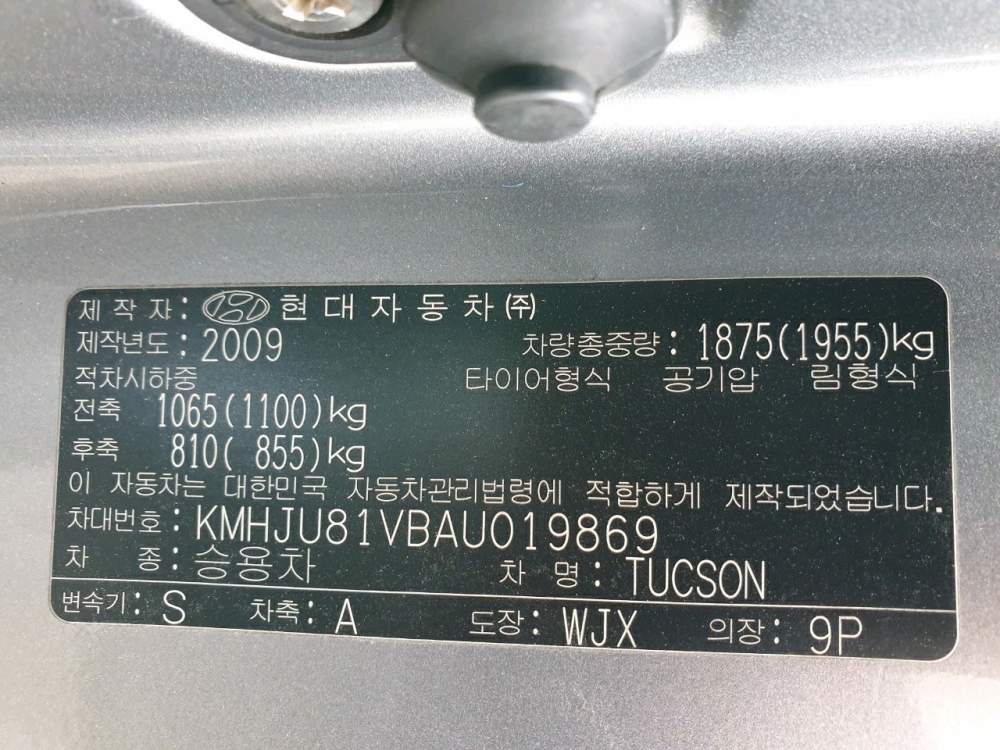 제 작 자 : 현 대 자 동 차 ㈜
제작년도 : 2009 차량총중량 : 1875(1955)kg
적차시하중 타이어형식 공기압 림형식
전축 1065(1100)kg
후축 810( 855)kg
이 자동차는 대한민국 자동차관리법령에 적합하게 제작되었습니다.
차대번호 : KMHJU81VBAU019869
차 종 : 승용차 차 명 : TUCSON
변속기 : S 차축 : A 도장 : WJX 의장 : 9P